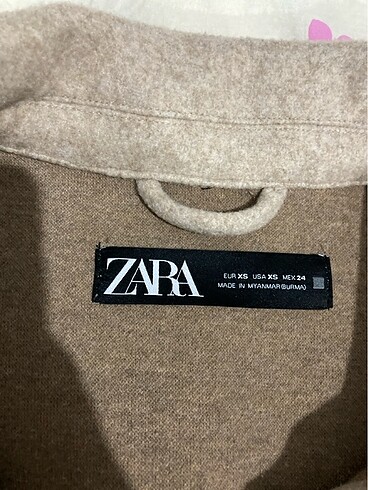 ZARA
EUR XS USA XS MEX 24
MADE IN MYANMAR(BURMA)